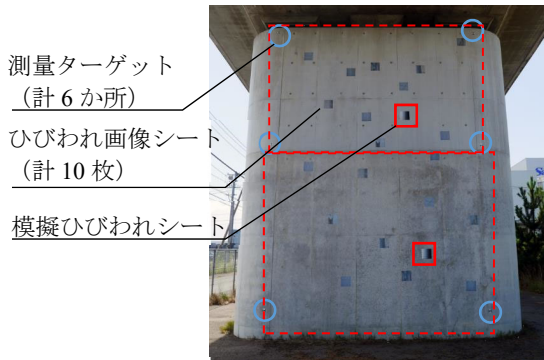 測量ターゲット
（計 6 か所）
ひびわれ画像シート
（計 10 枚）
模擬ひびわれシート